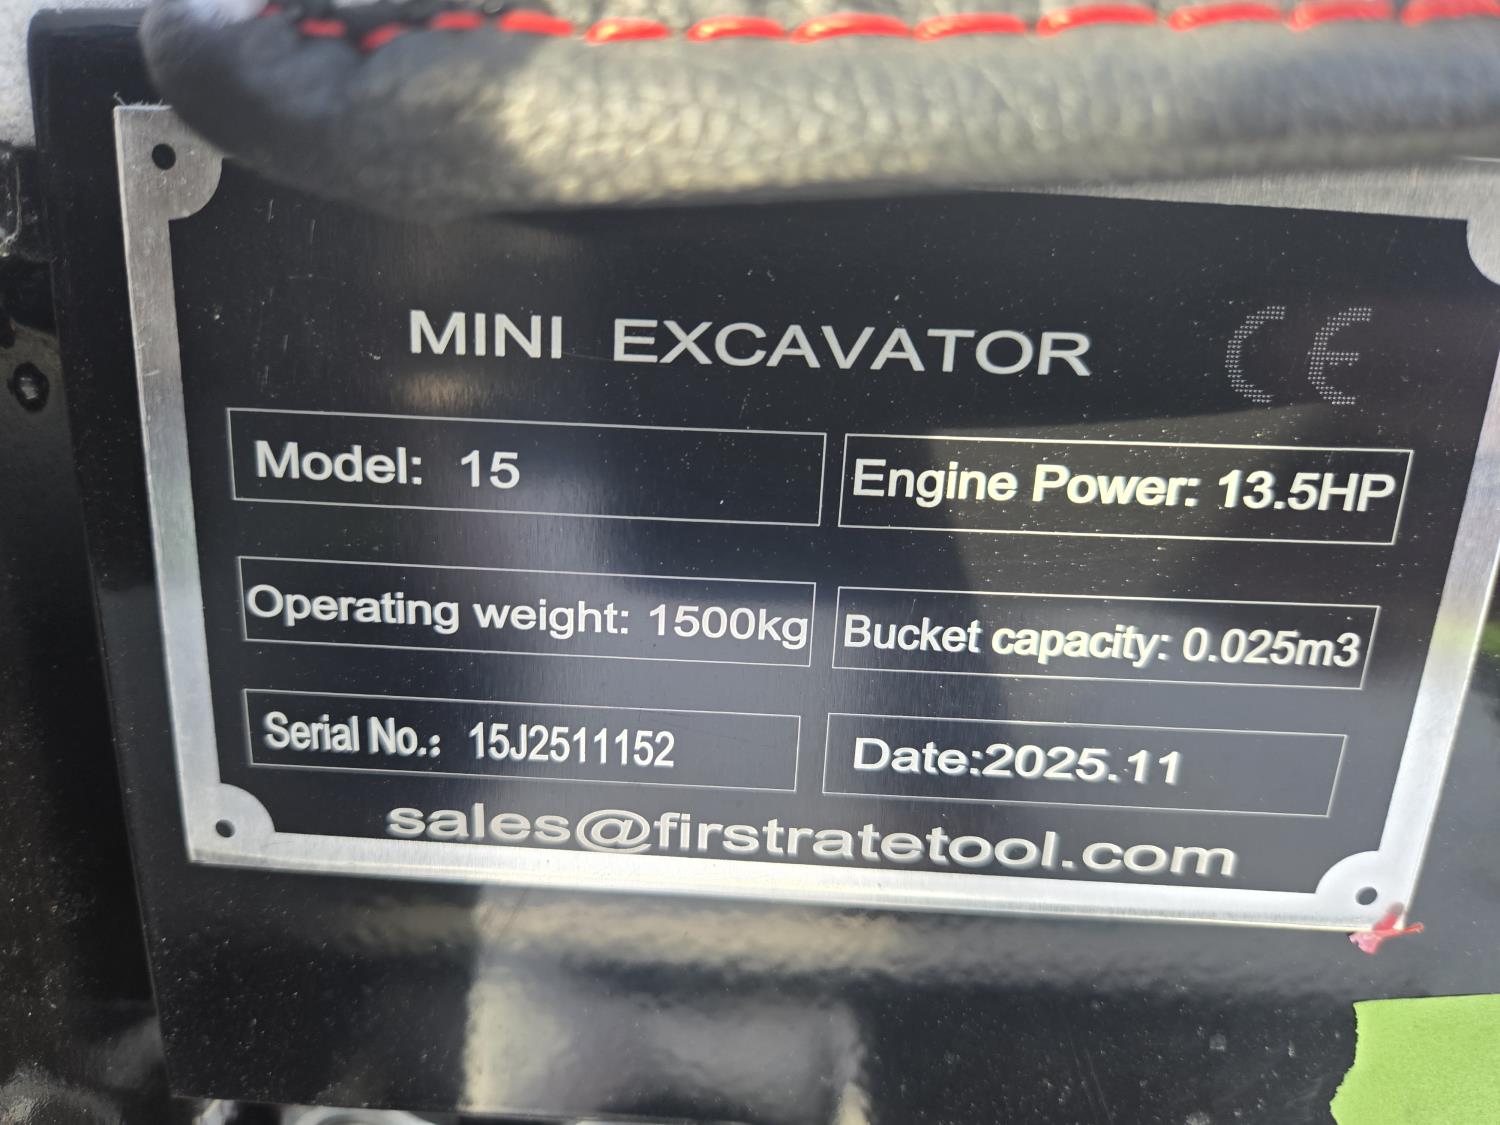 MINI EXCAVATOR CE
Model: 15 Engine Power: 13.5HP
Operating weight: 1500kg Bucket capacity: 0.025m3
Serial No.: 15J2511152 Date:2025.11
sales@firstratetool.com